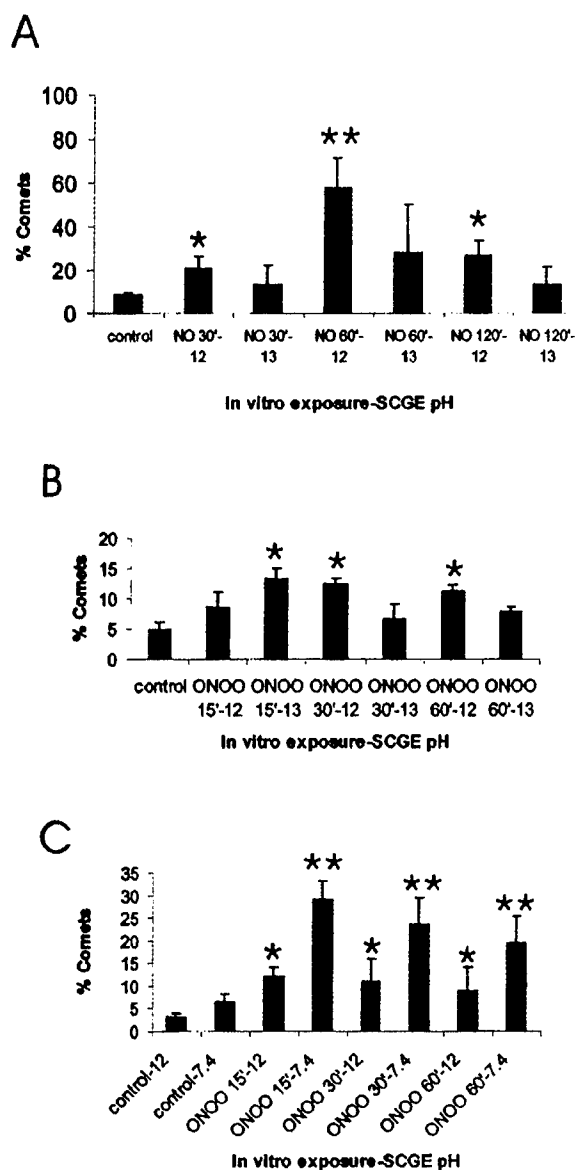 A
% Comets
100
80
60
40
20
0
★
★★
★
control
NO 30'-
12
NO 30'-
13
NO 60'-
12
NO 60'-
13
NO 120'-
12
NO 120'-
13
In vitro exposure-SCGE pH
B
% Comets
20
15
10
5
0
★
★
★
control
ONOO
15'-12
ONOO
15'-13
ONOO
30'-12
ONOO
30'-13
ONOO
60'-12
ONOO
60'-13
In vitro exposure-SCGE pH
C
% Comets
35
30
25
20
15
10
5
0
★
★★
★
★★
★
★★
control-12
control-7.4
ONOO 15'-12
ONOO 15'-7.4
ONOO 30'-12
ONOO 30'-7.4
ONOO 60'-12
ONOO 60'-7.4
In vitro exposure-SCGE pH